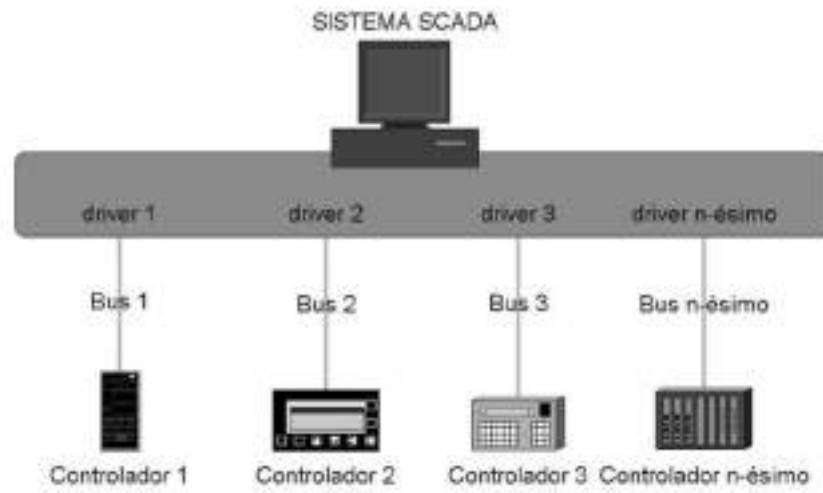 SISTEMA SCADA
driver 1 driver 2 driver 3 driver n-ésimo
Bus 1 Bus 2 Bus 3 Bus n-ésimo
Controlador 1 Controlador 2 Controlador 3 Controlador n-ésimo